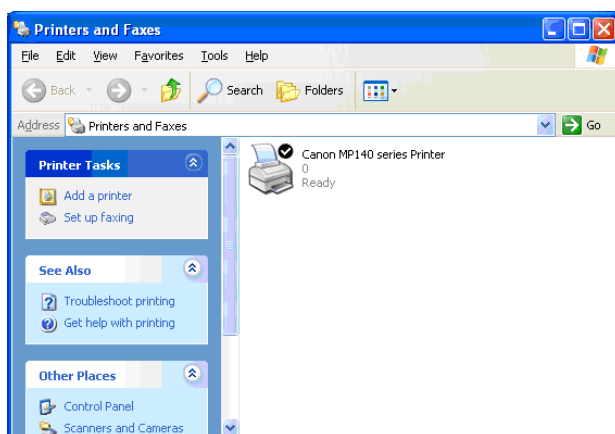 Printers and Faxes
File Edit View Favorites Tools Help
Back Search Folders
Address Printers and Faxes Go
Printer Tasks
Add a printer
Set up faxing
See Also
Troubleshoot printing
Get help with printing
Other Places
Control Panel
Scanners and Cameras
Canon MP140 series Printer
0
Ready